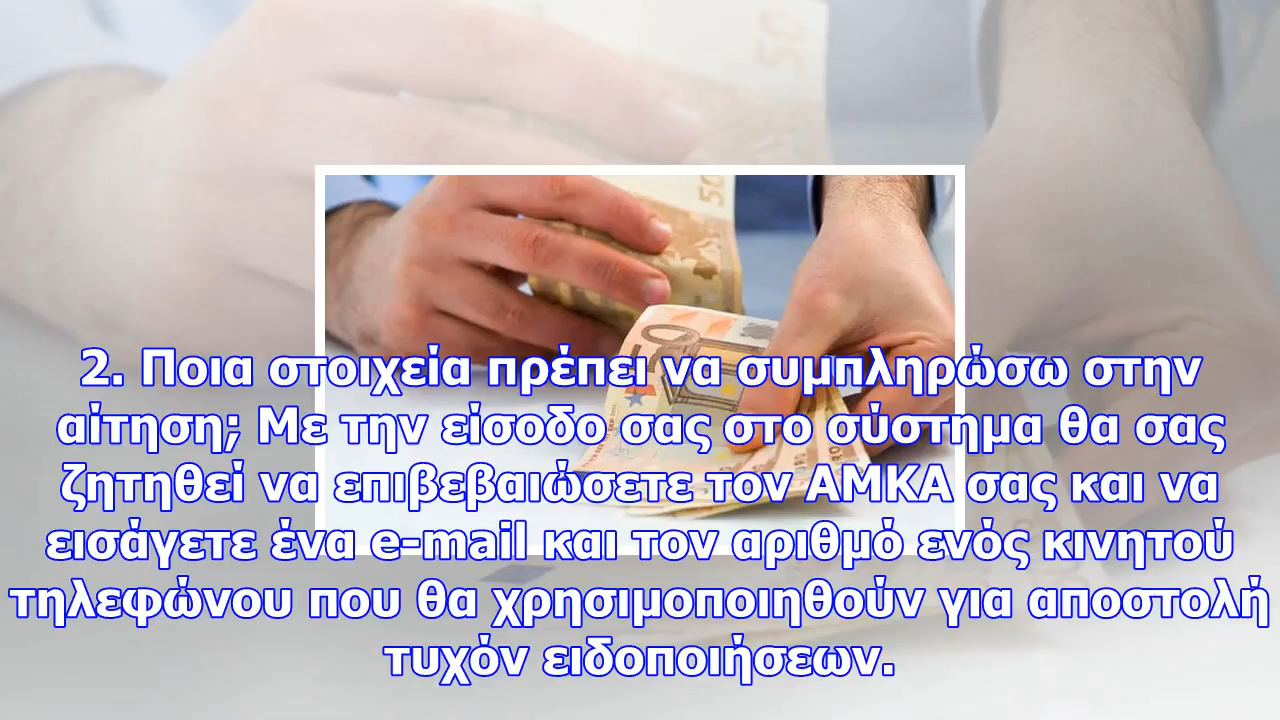 50
50
2. Ποια στοιχεία πρέπει να συμπληρώσω στην
αίτηση; Με την είσοδο σας στο σύστημα θα σας
ζητηθεί να επιβεβαιώσετε τον ΑΜΚΑ σας και να
εισάγετε ένα e-mail και τον αριθμό ενός κινητού
τηλεφώνου που θα χρησιμοποιηθούν για αποστολή
τυχόν ειδοποιήσεων.